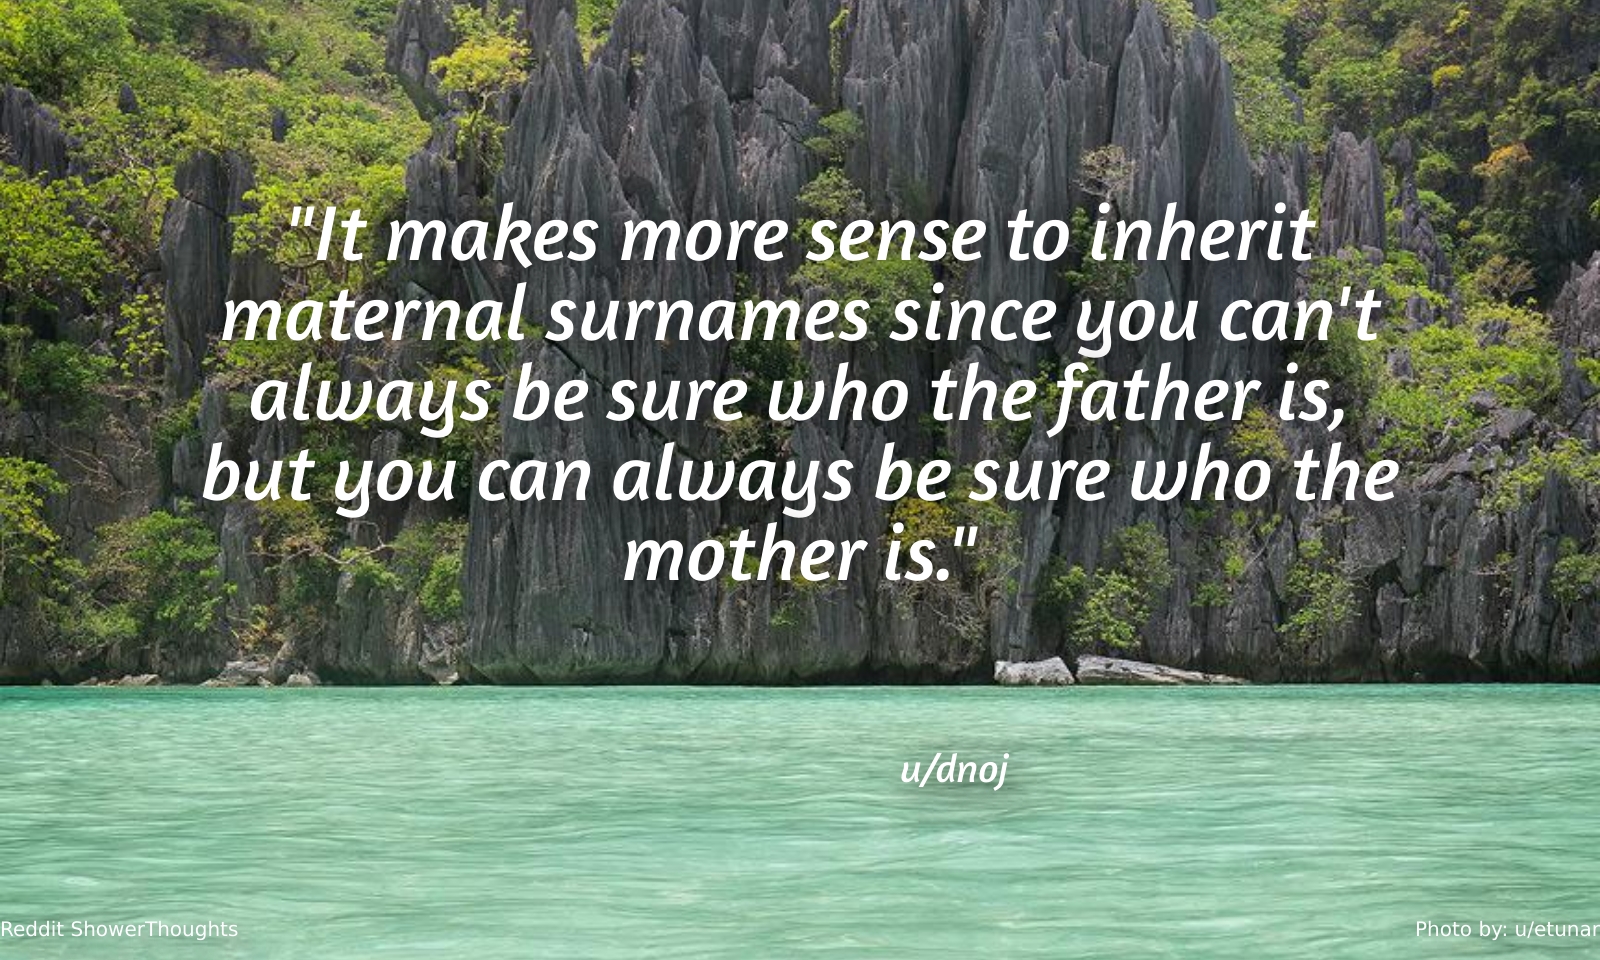 "It makes more sense to inherit
maternal surnames since you can't
always be sure who the father is,
but you can always be sure who the
mother is."
u/dnoj
Reddit ShowerThoughts
Photo by: u/etunar